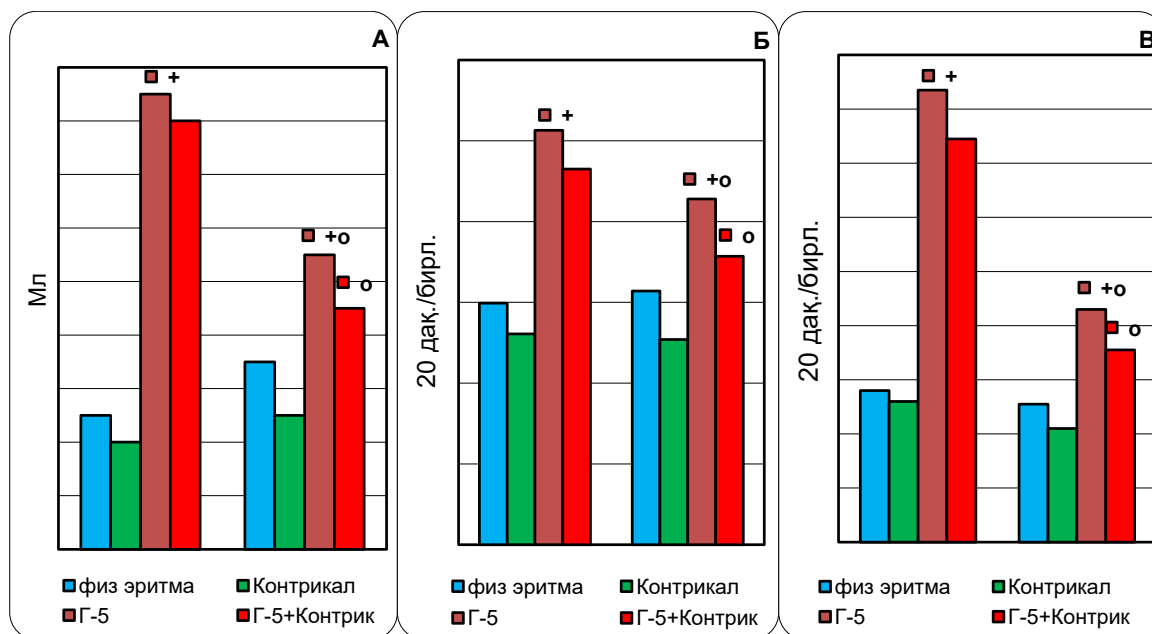 А
■ +
■ +о
■ о
Мл
физ эритма Контрикал
Г-5 Г-5+Контрик
Б
■ +
■ +о
■ о
20 дақ./бирл.
физ эритма Контрикал
Г-5 Г-5+Контрик
В
■ +
■ +о
■ о
20 дақ./бирл.
физ эритма Контрикал
Г-5 Г-5+Контрик